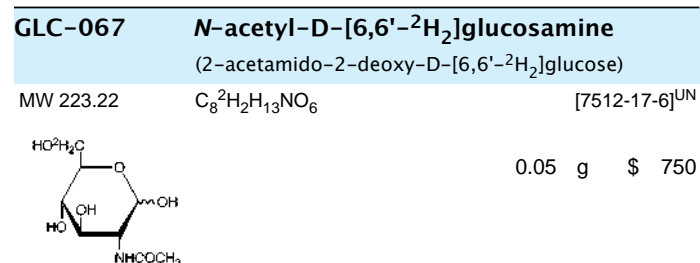 GLC-067 N-acetyl-D-[6,6'-²H₂]glucosamine
(2-acetamido-2-deoxy-D-[6,6'-²H₂]glucose)
MW 223.22 C₈²H₂H₁₃NO₆ [7512-17-6]ᵁᴺ
0.05 g $ 750
HO²H₂C
O
OH
OH
HO
NHCOCH₃